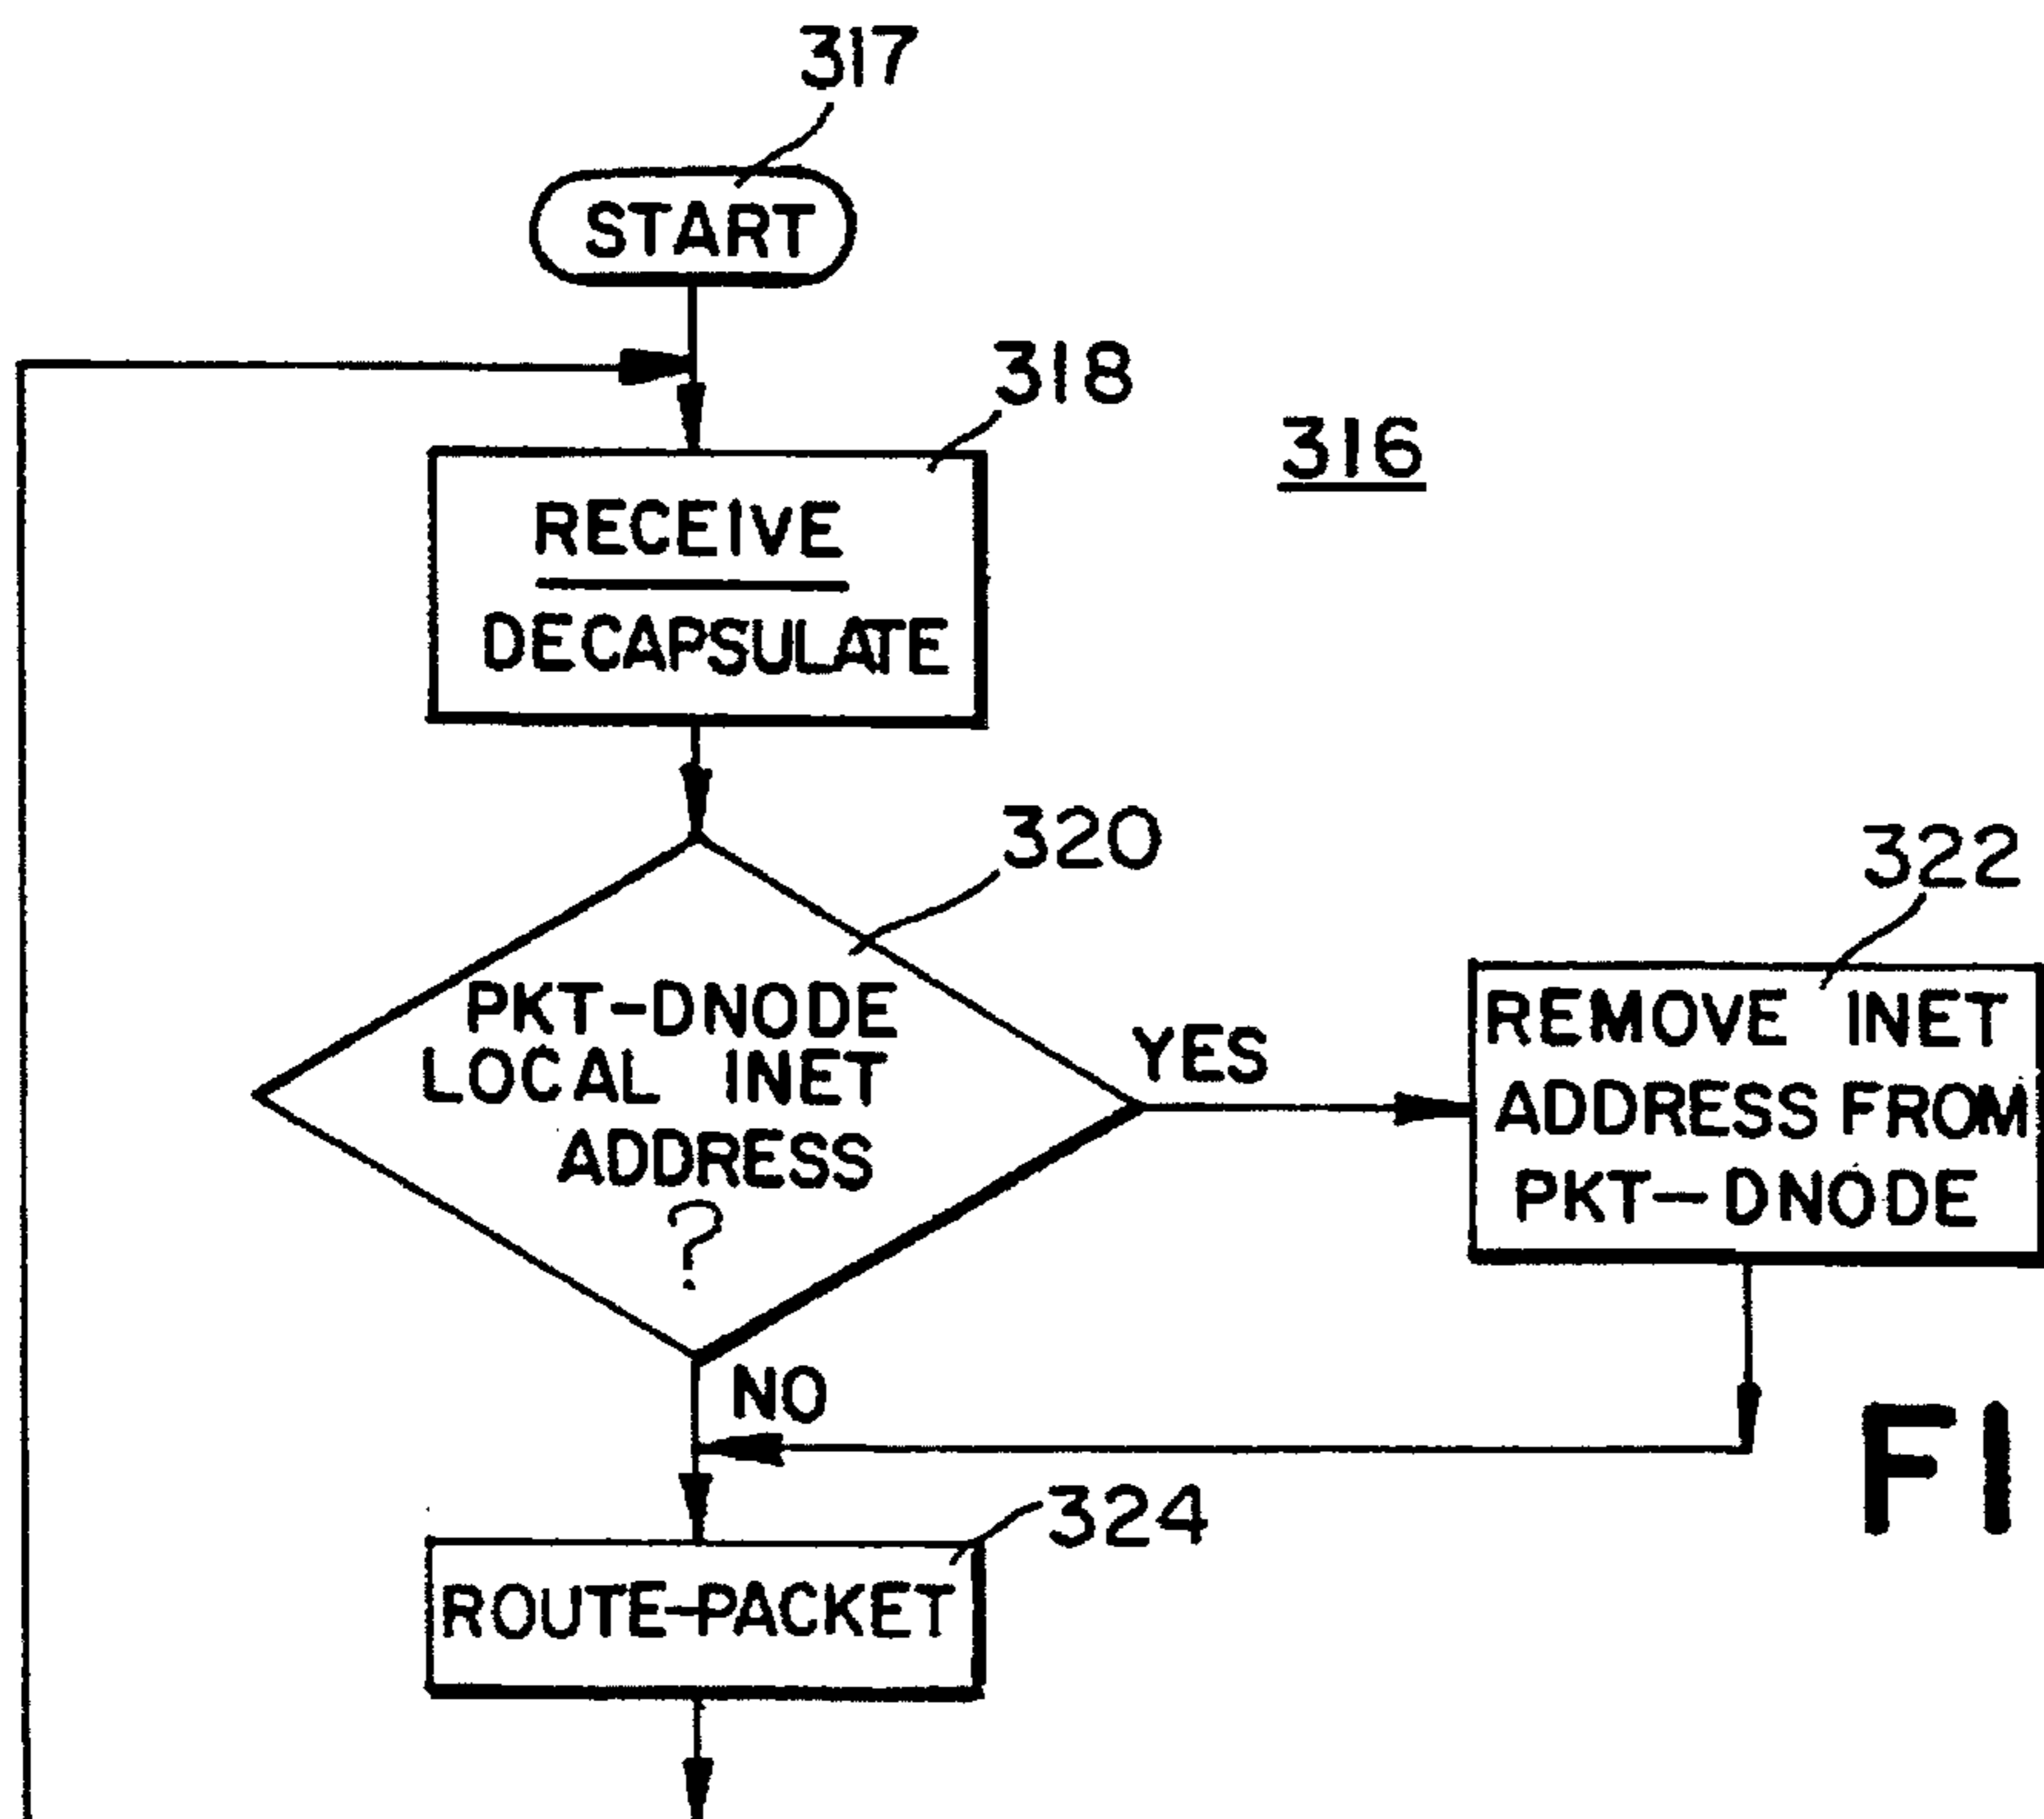 317
START
318
316
RECEIVE
DECAPSULATE
320
322
PKT-DNODE
LOCAL INET
ADDRESS
?
YES
REMOVE INET
ADDRESS FROM
PKT-DNODE
NO
FI
324
ROUTE-PACKET